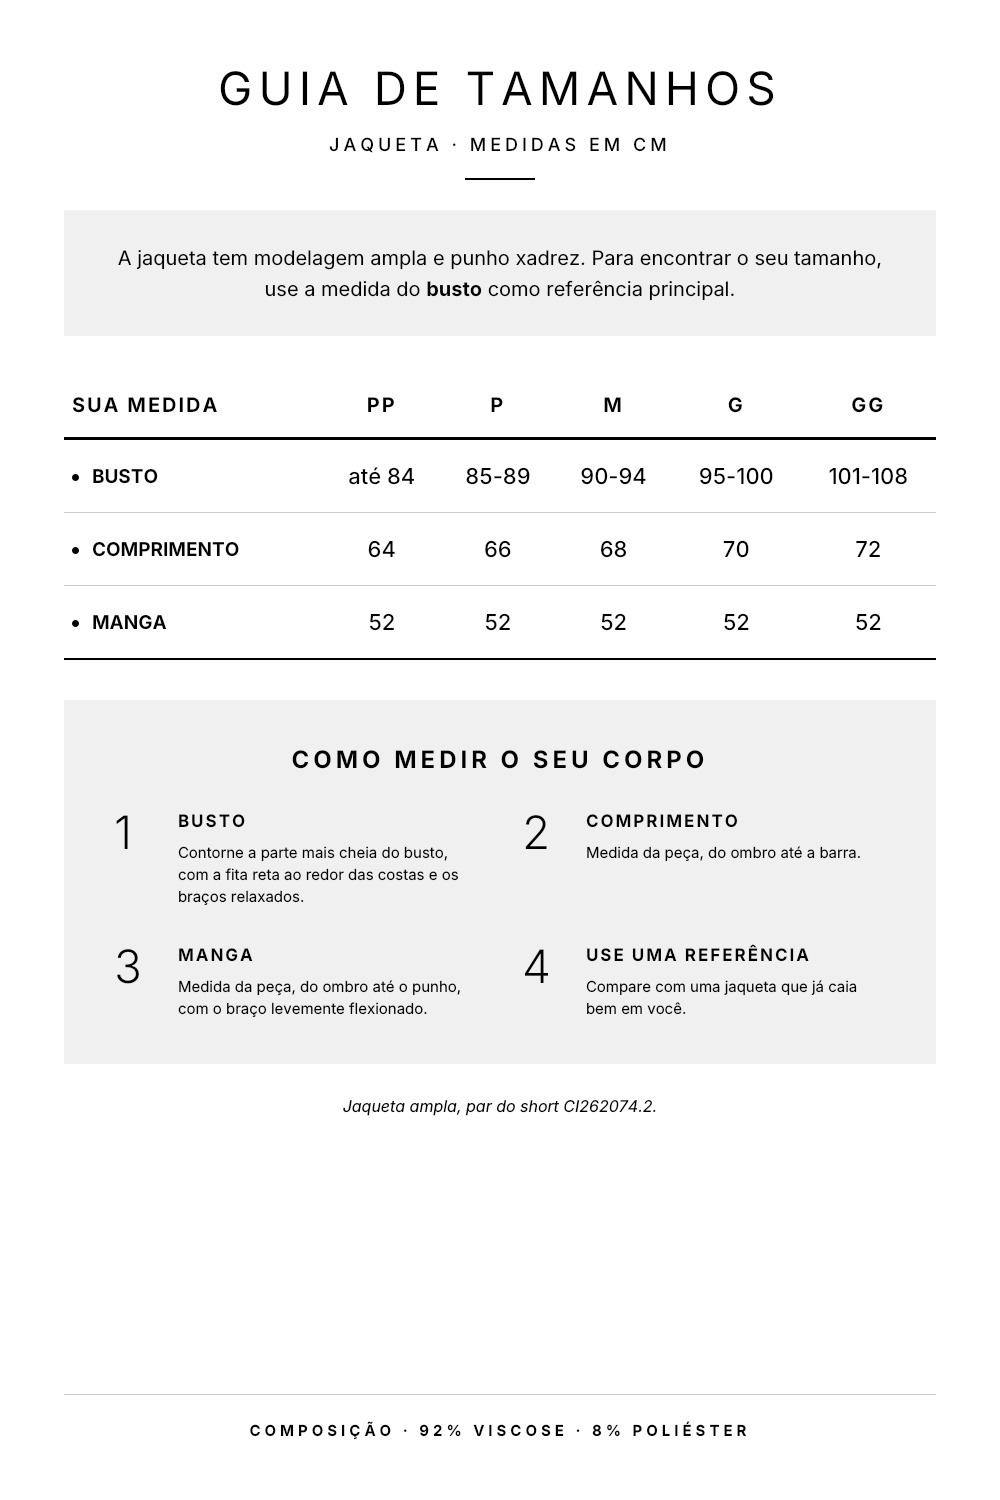 GUIA DE TAMANHOS
JAQUETA · MEDIDAS EM CM
A jaqueta tem modelagem ampla e punho xadrez. Para encontrar o seu tamanho,
use a medida do busto como referência principal.
SUA MEDIDA PP P M G GG
• BUSTO até 84 85-89 90-94 95-100 101-108
• COMPRIMENTO 64 66 68 70 72
• MANGA 52 52 52 52 52
COMO MEDIR O SEU CORPO
1 BUSTO
Contorne a parte mais cheia do busto,
com a fita reta ao redor das costas e os
braços relaxados.
2 COMPRIMENTO
Medida da peça, do ombro até a barra.
3 MANGA
Medida da peça, do ombro até o punho,
com o braço levemente flexionado.
4 USE UMA REFERÊNCIA
Compare com uma jaqueta que já caia
bem em você.
Jaqueta ampla, par do short CI262074.2.
COMPOSIÇÃO · 92% VISCOSE · 8% POLIÉSTER